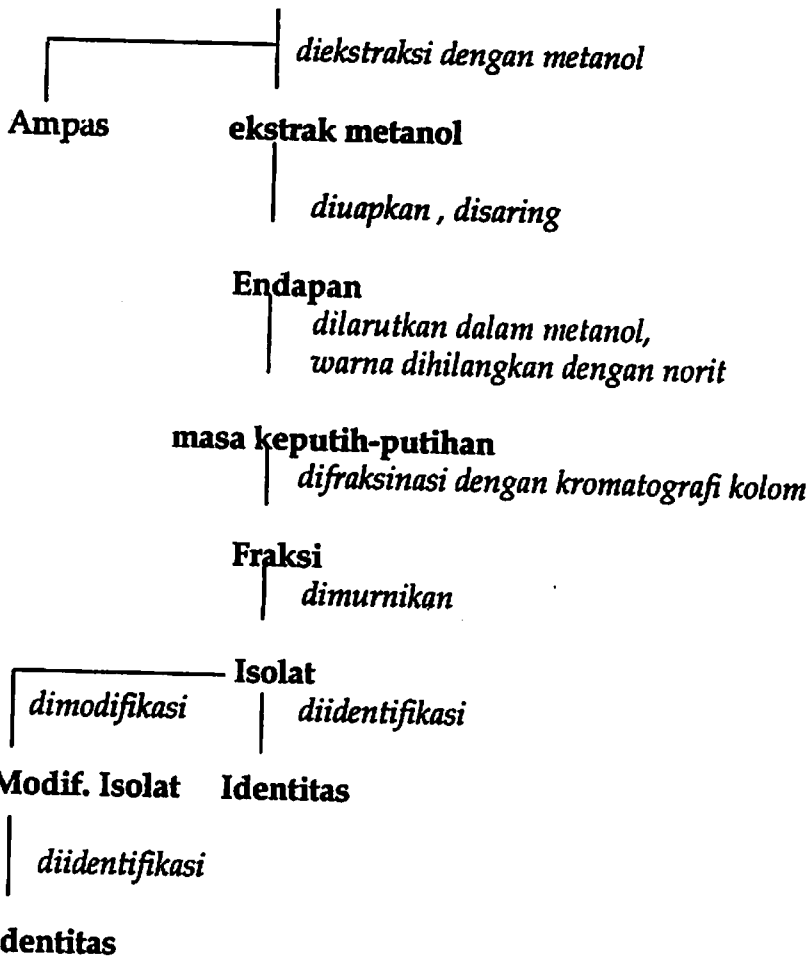 diekstraksi dengan metanol
Ampas ekstrak metanol
diuapkan , disaring
Endapan
dilarutkan dalam metanol,
warna dihilangkan dengan norit
masa keputih-putihan
difraksinasi dengan kromatografi kolom
Fraksi
dimurnikan
Isolat
dimodifikasi diidentifikasi
Modif. Isolat Identitas
diidentifikasi
dentitas